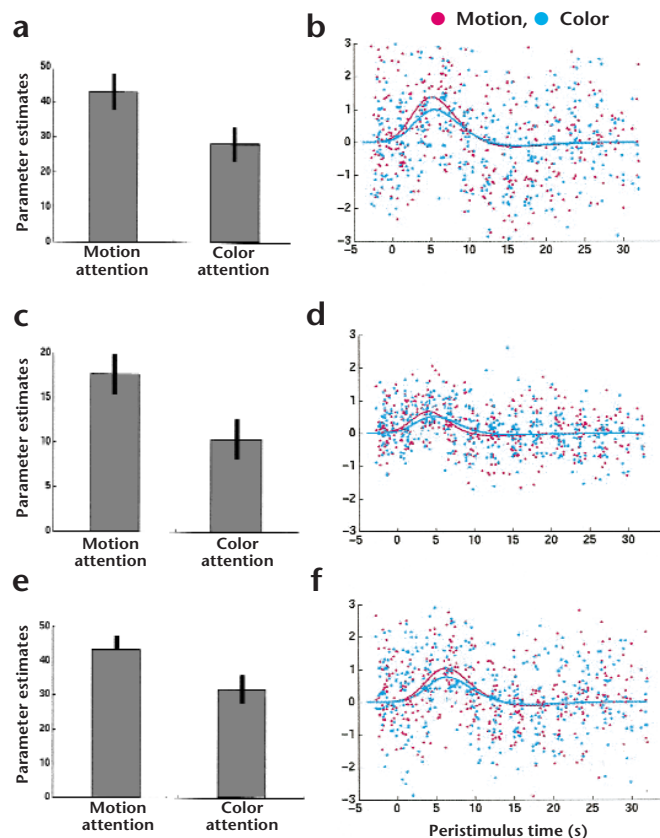 a
b
Motion, Color
Parameter estimates
50
40
30
20
10
0
Motion
attention
Color
attention
3
2
1
0
-1
-2
-3
-5 0 5 10 15 20 25 30
c
d
Parameter estimates
20
15
10
5
0
Motion
attention
Color
attention
3
2
1
0
-1
-2
-3
-5 0 5 10 15 20 25 30
e
f
Parameter estimates
50
40
30
20
10
0
Motion
attention
Color
attention
3
2
1
0
-1
-2
-3
-5 0 5 10 15 20 25 30
Peristimulus time (s)